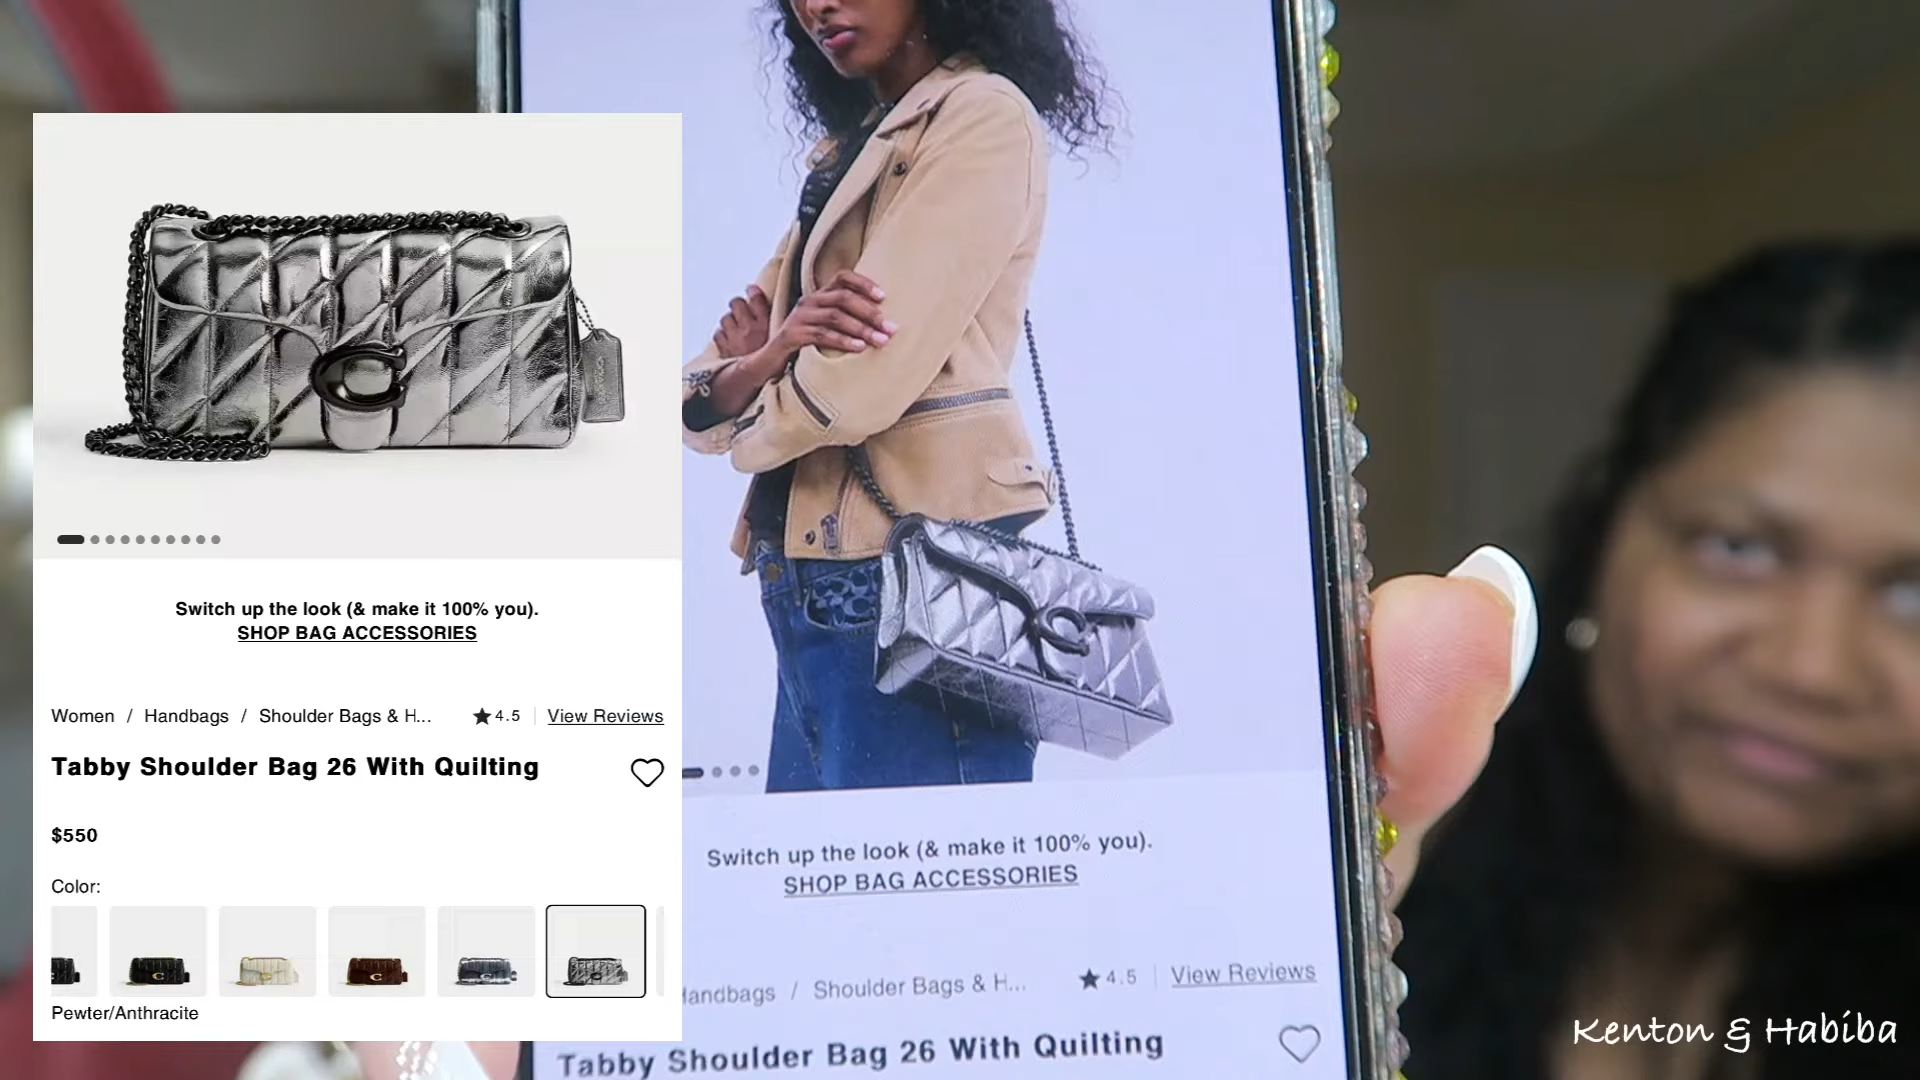 COACH
Switch up the look (& make it 100% you).
SHOP BAG ACCESSORIES
Women / Handbags / Shoulder Bags & H...
★ 4.5 | View Reviews
Tabby Shoulder Bag 26 With Quilting
$550
Color:
Pewter/Anthracite
Switch up the look (& make it 100% you).
SHOP BAG ACCESSORIES
Handbags / Shoulder Bags & H...
★ 4.5 | View Reviews
Tabby Shoulder Bag 26 With Quilting
Kenton & Habiba